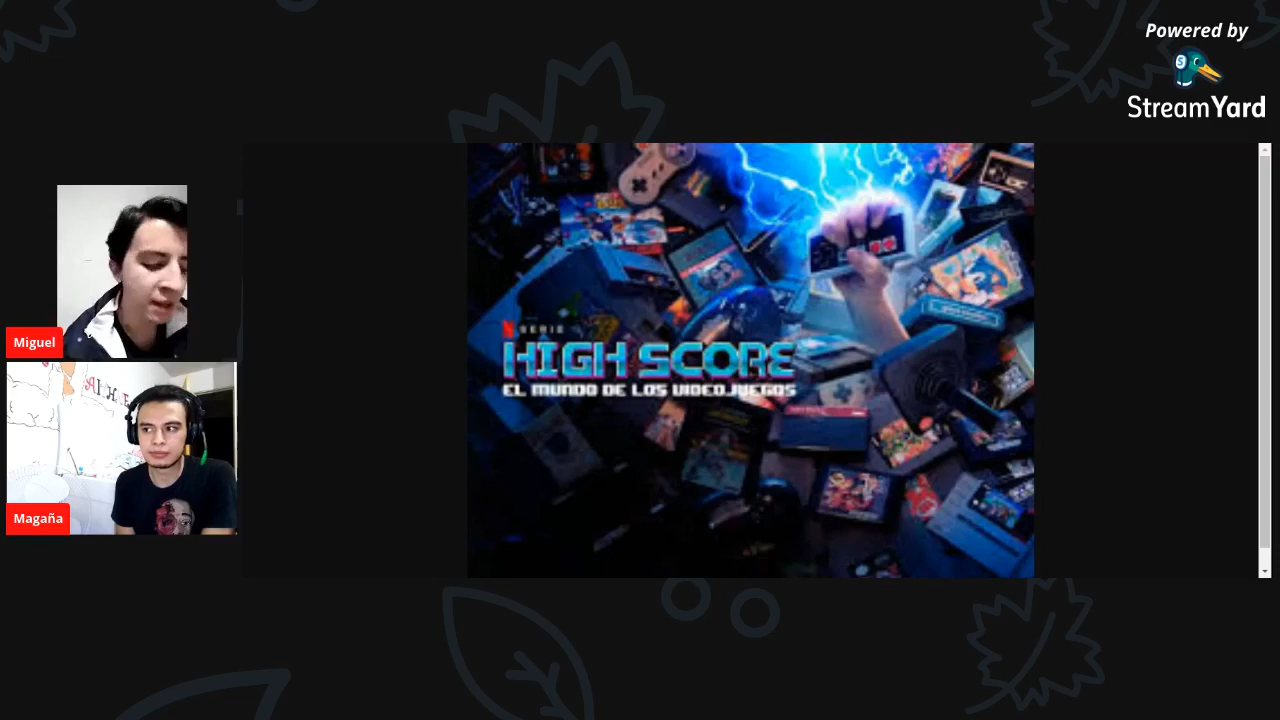 Powered by
StreamYard
Miguel
Magaña
N SERIE
HIGH SCORE
EL MUNDO DE LOS VIDEOJUEGOS